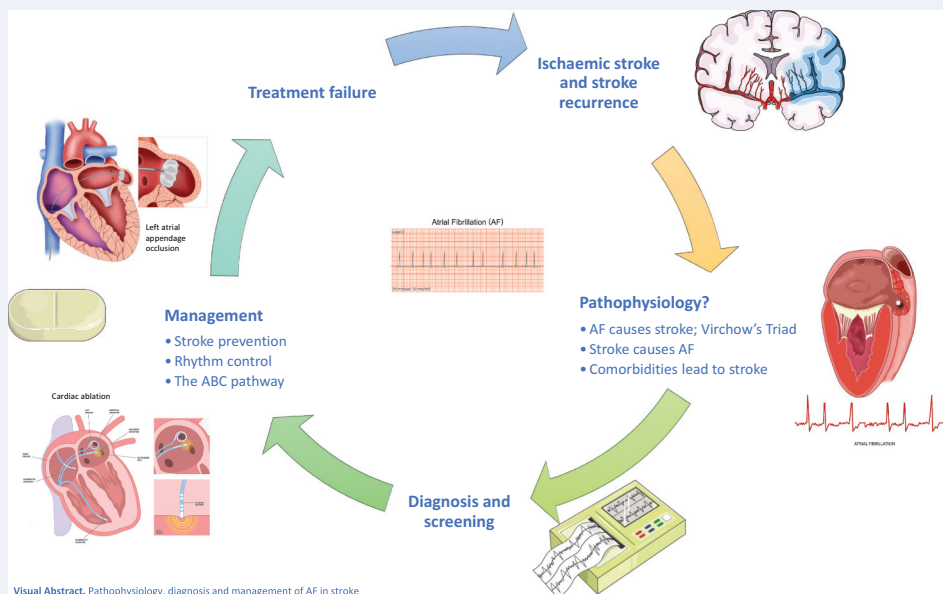 Treatment failure
Ischaemic stroke
and stroke
recurrence
Left atrial
appendage
occlusion
Atrial Fibrillation (AF)
Pathophysiology?
• AF causes stroke; Virchow's Triad
• Stroke causes AF
• Comorbidities lead to stroke
Management
• Stroke prevention
• Rhythm control
• The ABC pathway
Cardiac ablation
ATRIAL FIBRILLATION
Diagnosis and
screening
Visual Abstract. Pathophysiology, diagnosis and management of AF in stroke